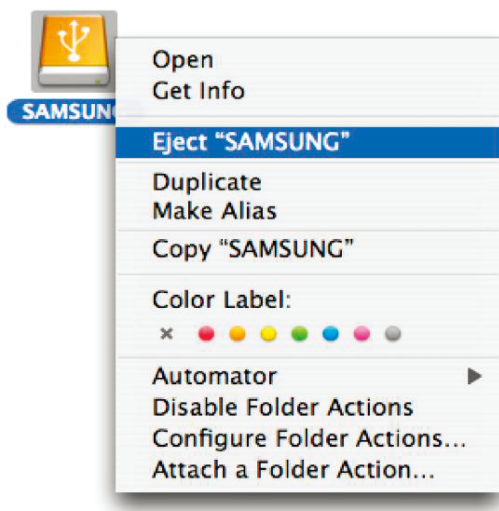 SAMSUNG
Open
Get Info
Eject “SAMSUNG”
Duplicate
Make Alias
Copy “SAMSUNG”
Color Label:
×
Automator
Disable Folder Actions
Configure Folder Actions...
Attach a Folder Action...